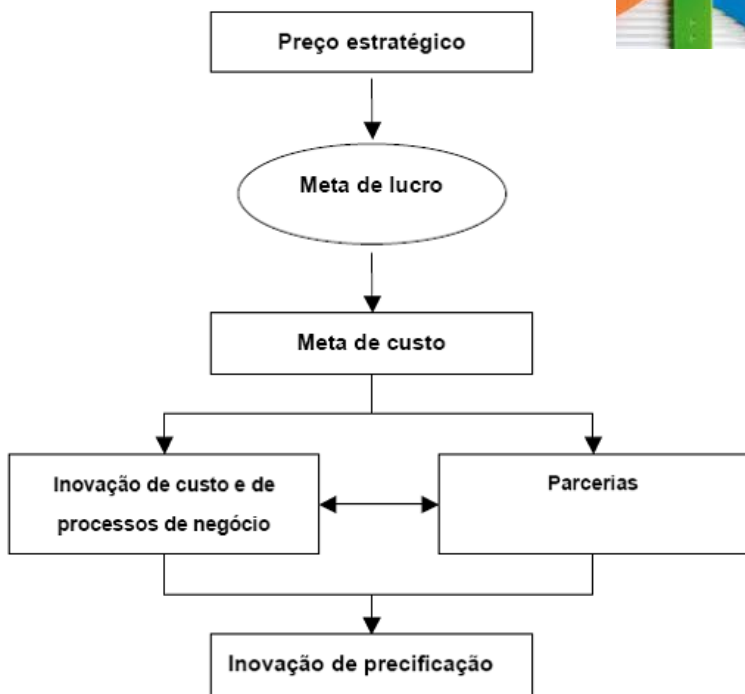 Preço estratégico
Meta de lucro
Meta de custo
Inovação de custo e de
processos de negócio
Parcerias
Inovação de precificação